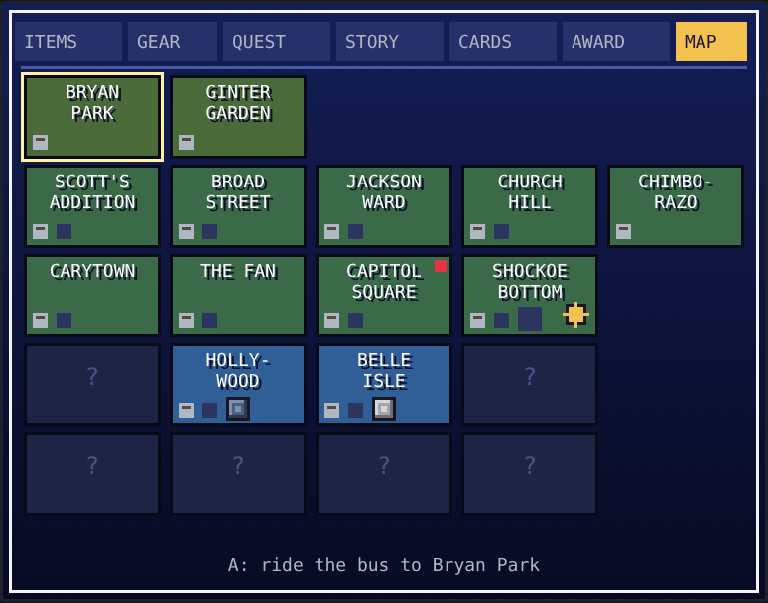 ITEMS GEAR QUEST STORY CARDS AWARD MAP
BRYAN
PARK
GINTER
GARDEN
SCOTT'S
ADDITION
BROAD
STREET
JACKSON
WARD
CHURCH
HILL
CHIMBO-
RAZO
CARYTOWN
THE FAN
CAPITOL
SQUARE
SHOCKOE
BOTTOM
?
HOLLY-
WOOD
BELLE
ISLE
?
?
?
?
?
A: ride the bus to Bryan Park